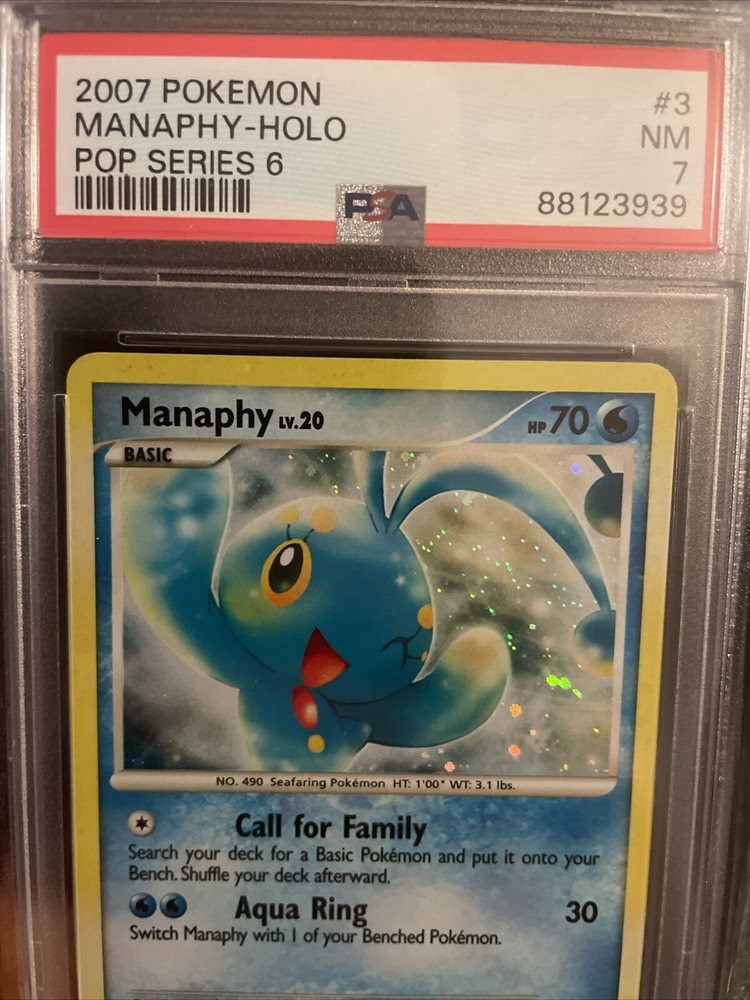 2007 POKEMON #3
MANAPHY-HOLO NM
POP SERIES 6 7
PSA 88123939
Manaphy LV.20 HP 70
BASIC
NO. 490 Seafaring Pokémon HT: 1'00" WT: 3.1 lbs.
Call for Family
Search your deck for a Basic Pokémon and put it onto your
Bench. Shuffle your deck afterward.
Aqua Ring 30
Switch Manaphy with 1 of your Benched Pokémon.